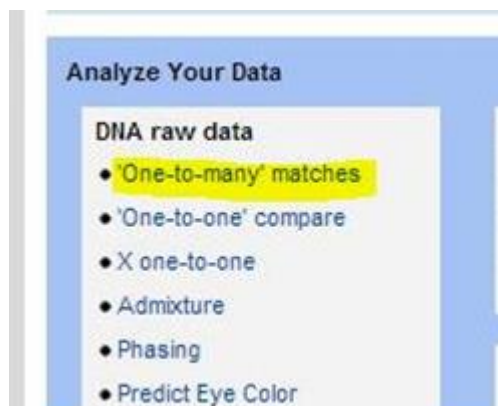 Analyze Your Data
DNA raw data
• 'One-to-many' matches
• 'One-to-one' compare
• X one-to-one
• Admixture
• Phasing
• Predict Eye Color